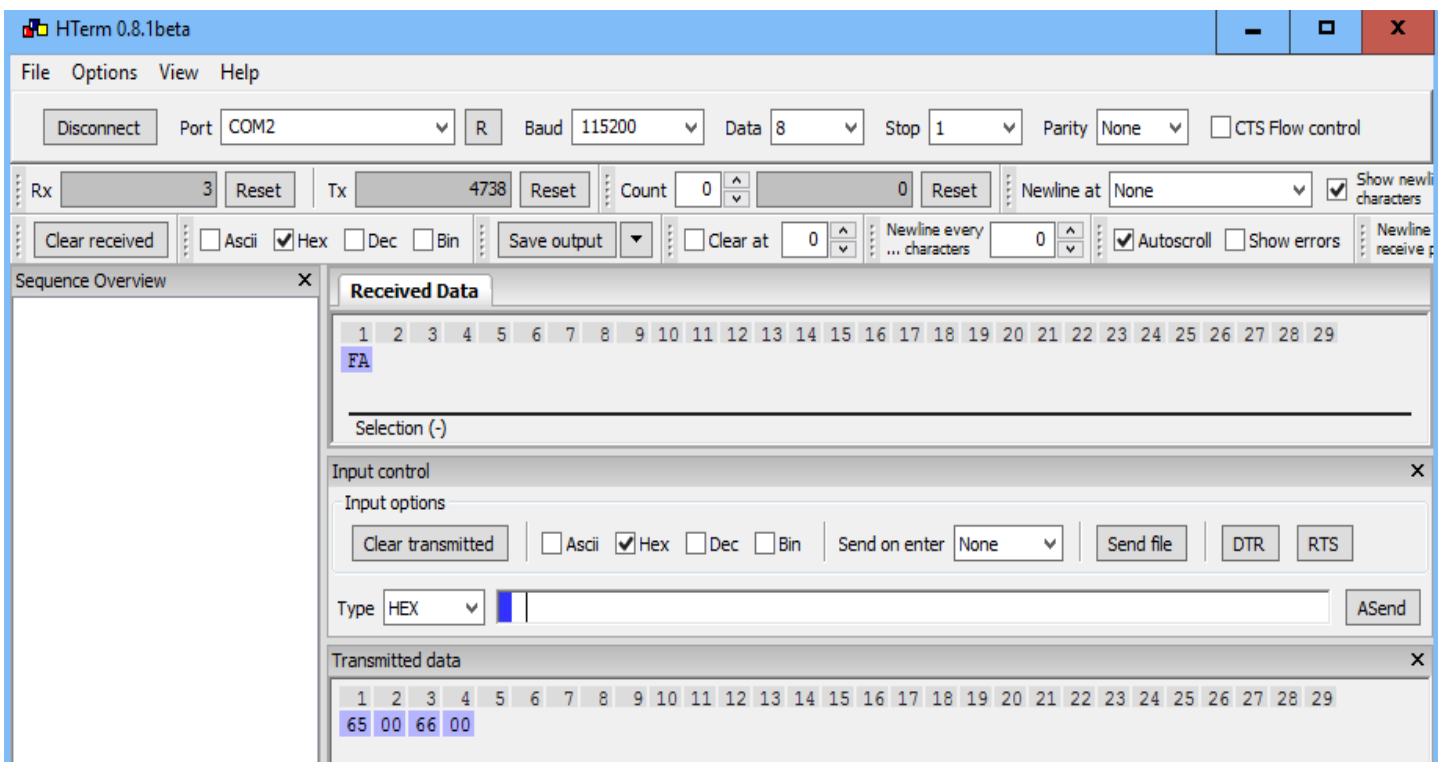 HTerm 0.8.1beta
File Options View Help
Disconnect Port COM2 R Baud 115200 Data 8 Stop 1 Parity None CTS Flow control
Rx 3 Reset Tx 4738 Reset Count 0 0 Reset Newline at None Show newli
characters
Clear received Ascii Hex Dec Bin Save output Clear at 0 Newline every
... characters 0 Autoscroll Show errors Newline
receive p
Sequence Overview X
Received Data
1 2 3 4 5 6 7 8 9 10 11 12 13 14 15 16 17 18 19 20 21 22 23 24 25 26 27 28 29
FA
Selection (-)
Input control X
Input options
Clear transmitted Ascii Hex Dec Bin Send on enter None Send file DTR RTS
Type HEX ASend
Transmitted data X
1 2 3 4 5 6 7 8 9 10 11 12 13 14 15 16 17 18 19 20 21 22 23 24 25 26 27 28 29
65 00 66 00